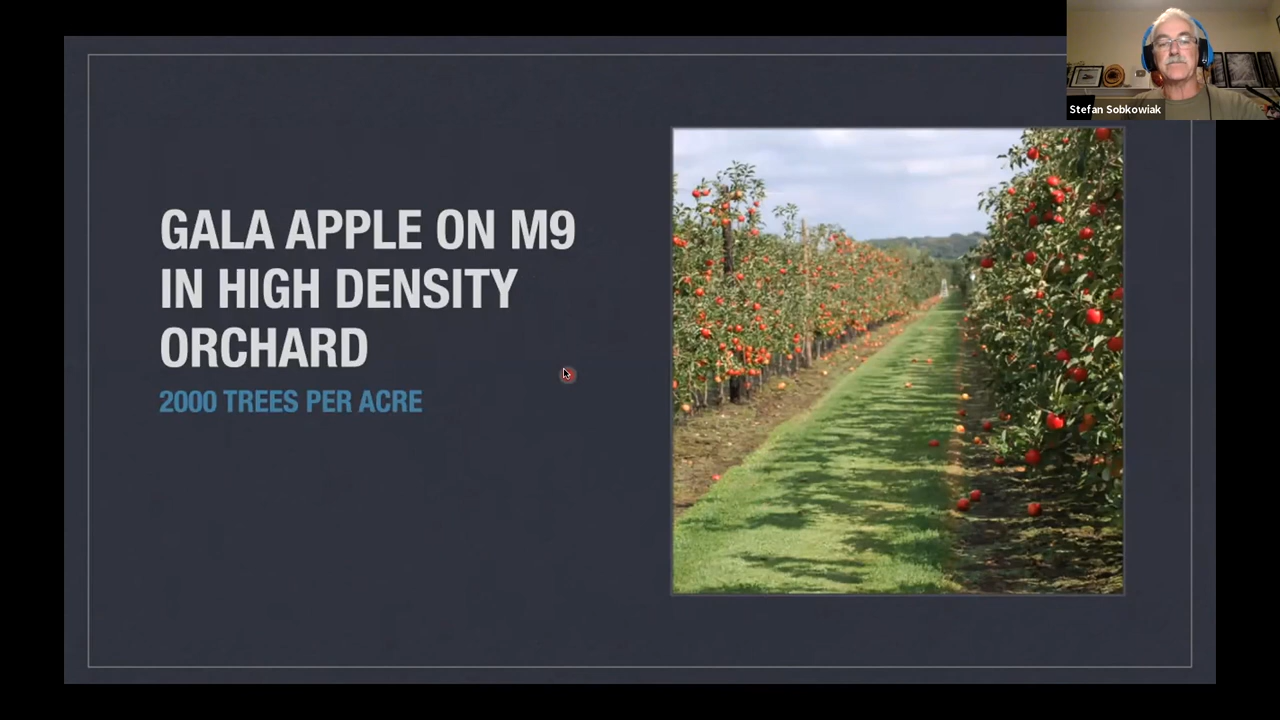 Stefan Sobkowiak
GALA APPLE ON M9
IN HIGH DENSITY
ORCHARD
2000 TREES PER ACRE